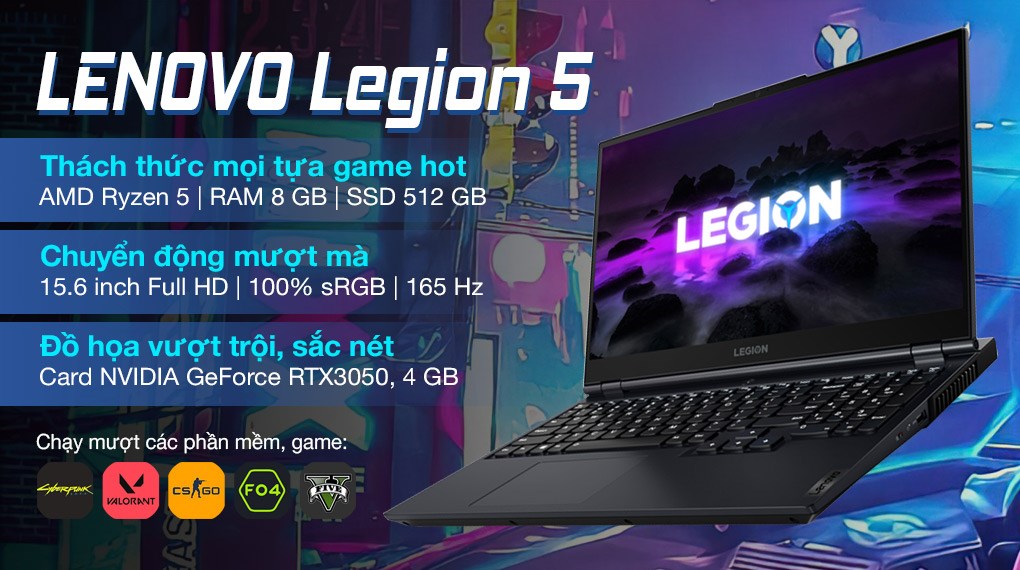 LENOVO Legion 5
Thách thức mọi tựa game hot
AMD Ryzen 5 | RAM 8 GB | SSD 512 GB
Chuyển động mượt mà
15.6 inch Full HD | 100% sRGB | 165 Hz
Đồ họa vượt trội, sắc nét
Card NVIDIA GeForce RTX3050, 4 GB
Chạy mượt các phần mềm, game:
CYBERPUNK
VALORANT
CS GO
FO4
V
FIVE
LEGION
LEGION